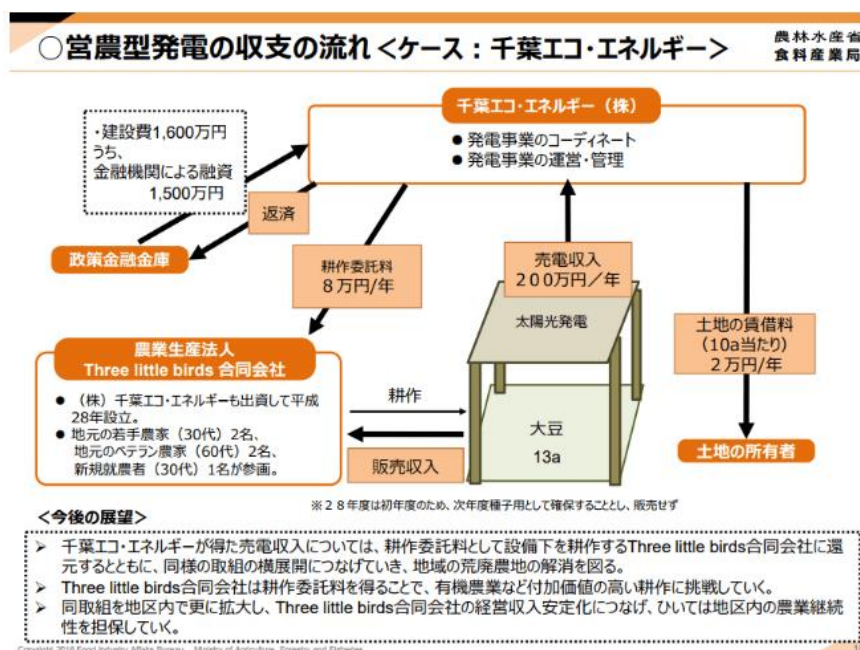 ○営農型発電の収支の流れ＜ケース：千葉エコ・エネルギー＞
農林水産省
食料産業局
千葉エコ・エネルギー（株）
● 発電事業のコーディネート
● 発電事業の運営・管理
・建設費1,600万円
うち、
金融機関による融資
1,500万円
返済
政策金融金庫
耕作委託料
８万円/年
売電収入
２００万円／年
太陽光発電
土地の賃借料
(10a当たり)
２万円/年
農業生産法人
Three little birds 合同会社
● （株）千葉エコ・エネルギーも出資して平成
28年設立。
● 地元の若手農家（30代）2名、
地元のベテラン農家（60代）2名、
新規就農者（30代）1名が参画。
耕作
販売収入
大豆
13a
土地の所有者
※２８年度は初年度のため、次年度種子用として確保することとし、販売せず
＜今後の展望＞
➢ 千葉エコ・エネルギーが得た売電収入については、耕作委託料として設備下を耕作するThree little birds合同会社に還
元するとともに、同様の取組の横展開につなげていき、地域の荒廃農地の解消を図る。
➢ Three little birds合同会社は耕作委託料を得ることで、有機農業など付加価値の高い耕作に挑戦していく。
➢ 同取組を地区内で更に拡大し、Three little birds合同会社の経営収入安定化につなげ、ひいては地区内の農業継続
性を担保していく。